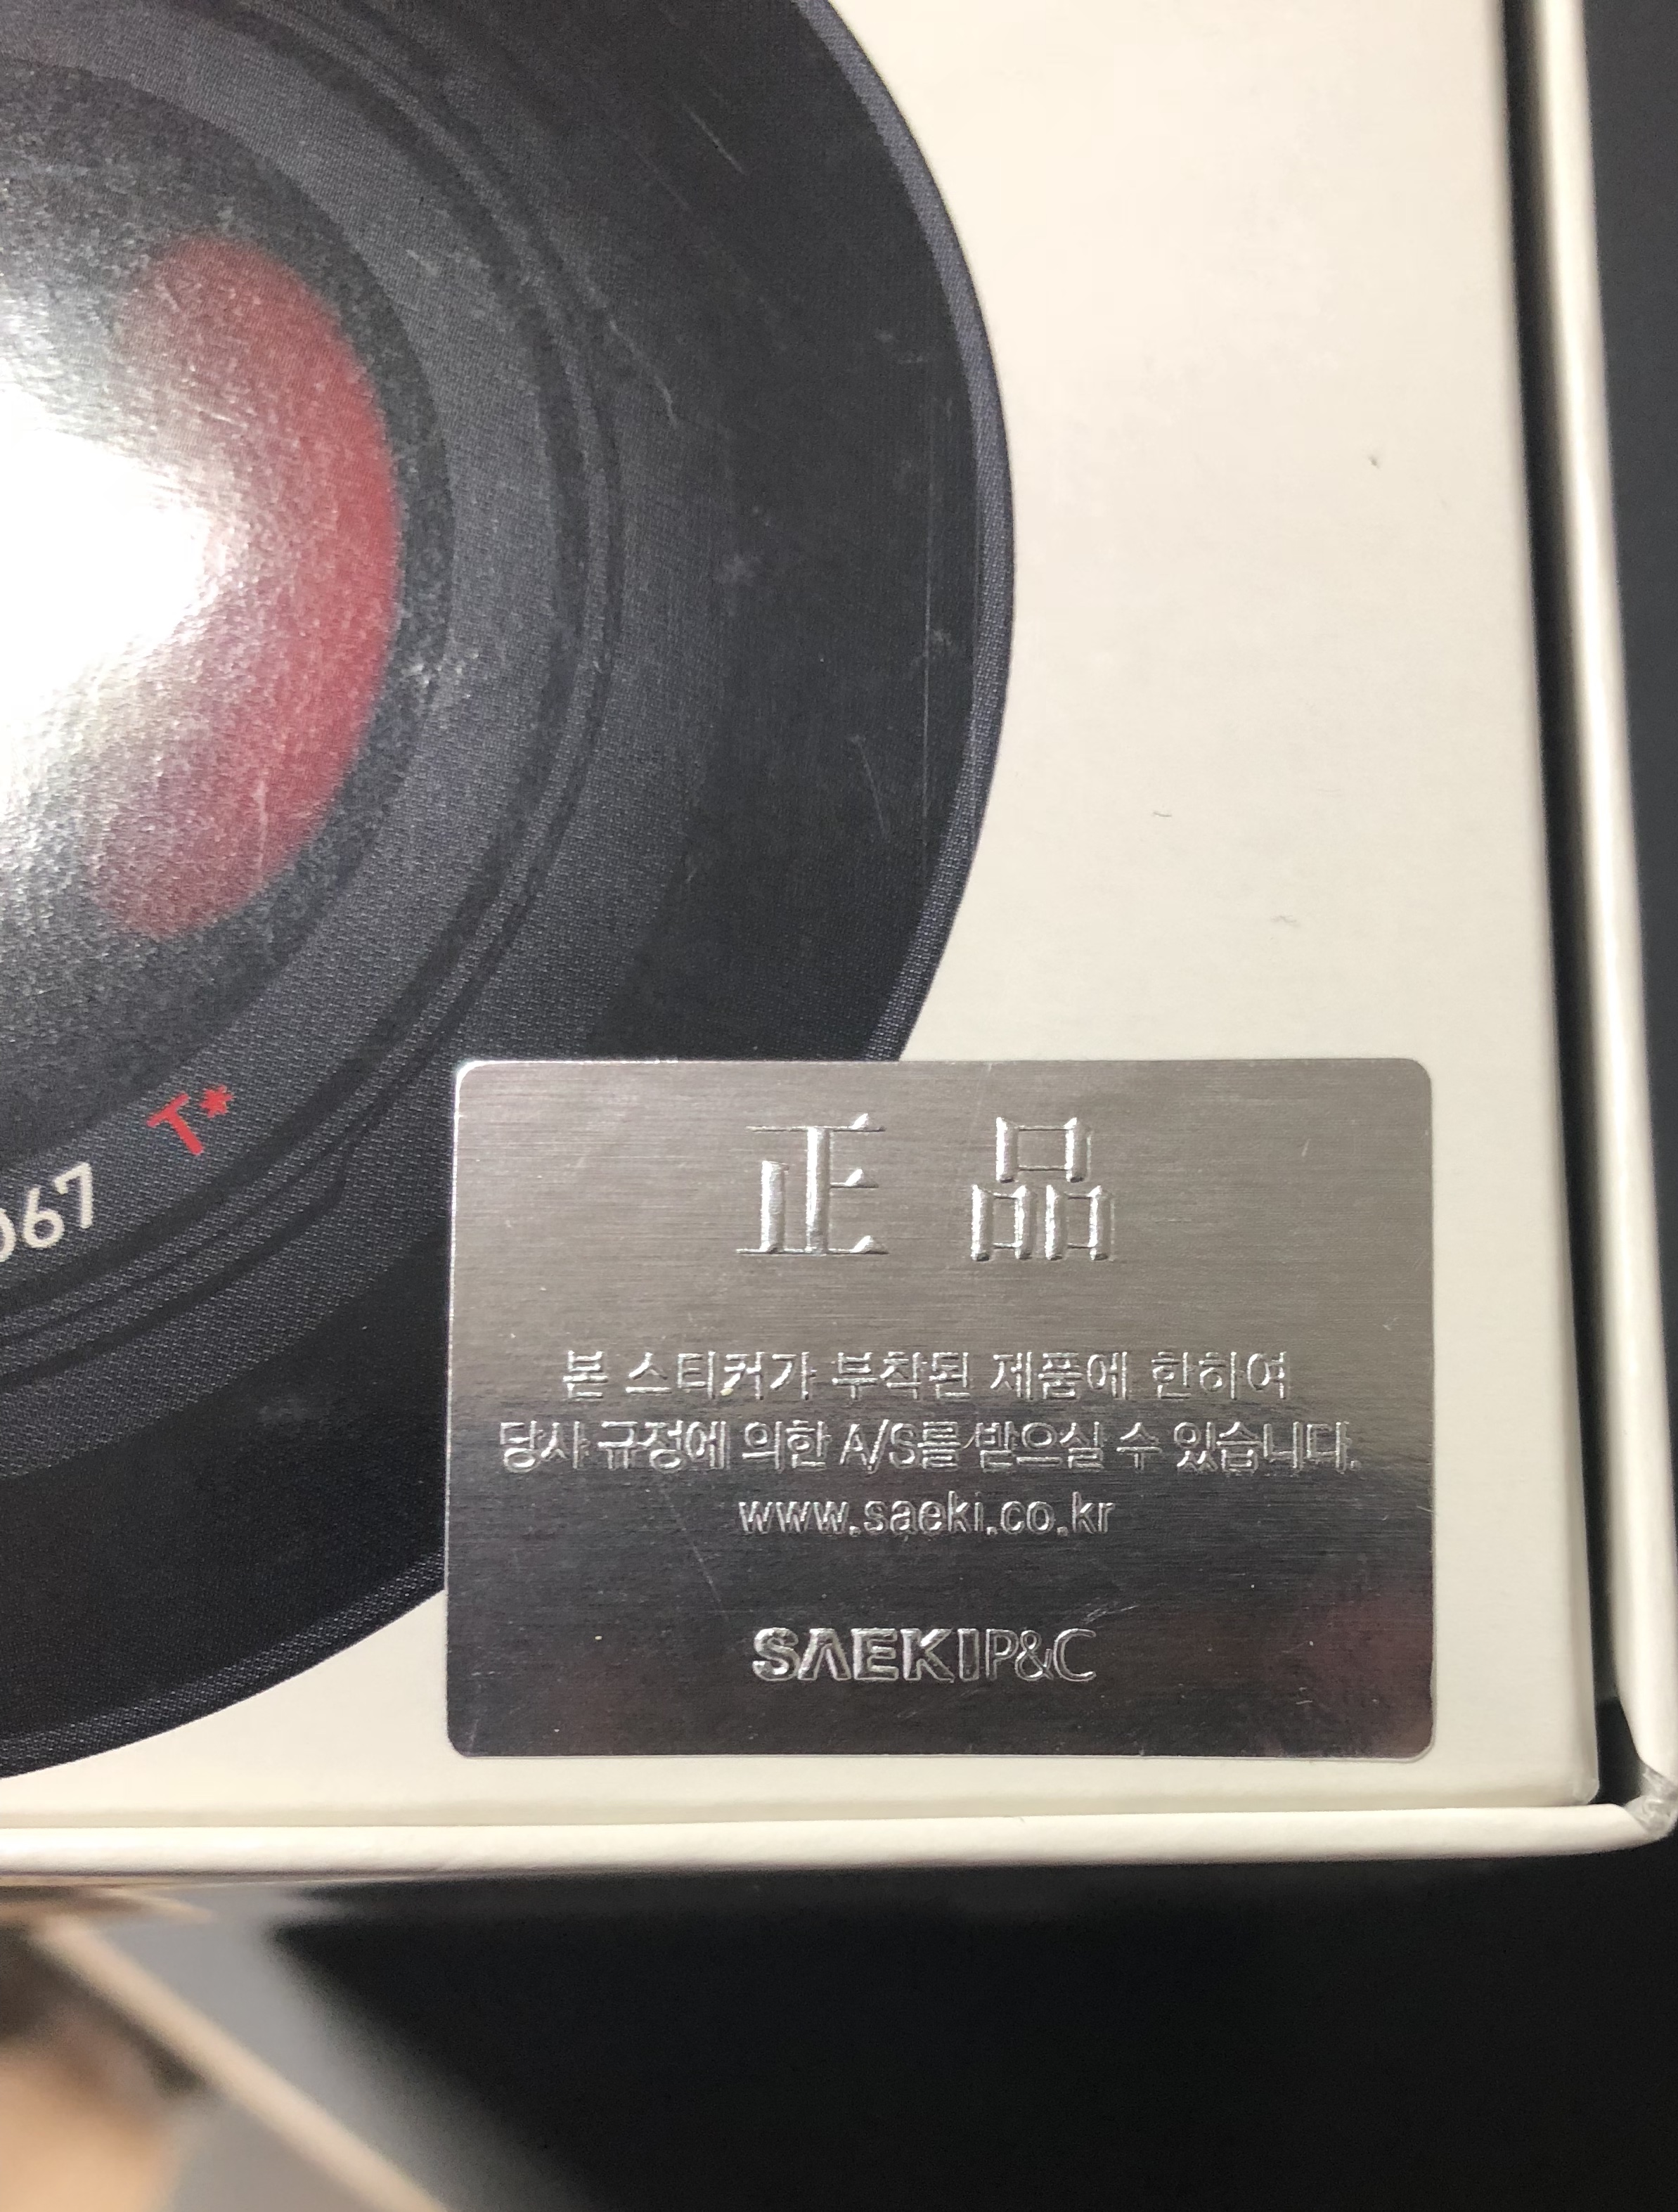 T*
067
正品
본 스티커가 부착된 제품에 한하여
당사 규정에 의한 A/S를 받으실 수 있습니다.
www.saeki.co.kr
SAEKI P&C